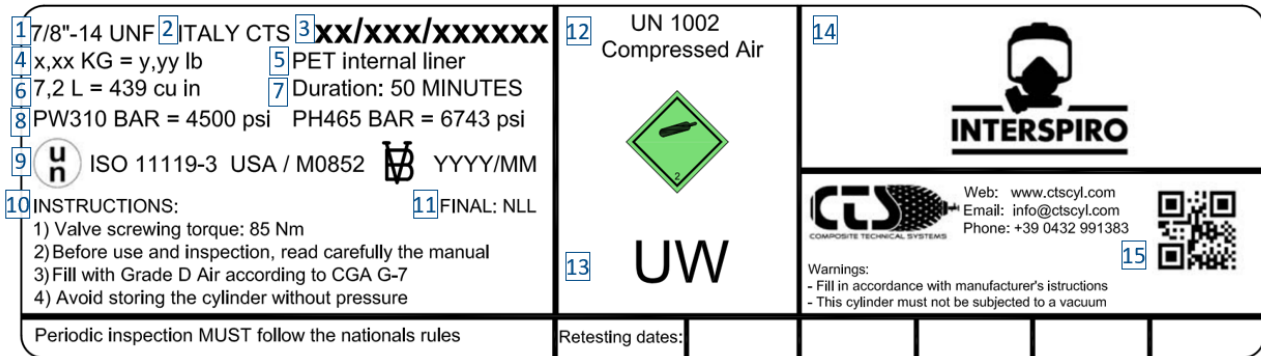 1 7/8"-14 UNF 2 ITALY CTS 3 xx/xxx/xxxxxx
4 x,xx KG = y,yy lb 5 PET internal liner
6 7,2 L = 439 cu in 7 Duration: 50 MINUTES
8 PW310 BAR = 4500 psi PH465 BAR = 6743 psi
9 un ISO 11119-3 USA / M0852 VB YYYY/MM
10 INSTRUCTIONS: 11 FINAL: NLL
1) Valve screwing torque: 85 Nm
2) Before use and inspection, read carefully the manual
3) Fill with Grade D Air according to CGA G-7
4) Avoid storing the cylinder without pressure
12 UN 1002
Compressed Air
2
13 UW
14
INTERSPIRO
CTS
COMPOSITE TECHNICAL SYSTEMS
Web: www.ctscyl.com
Email: info@ctscyl.com
Phone: +39 0432 991383
15
Warnings:
- Fill in accordance with manufacturer's istructions
- This cylinder must not be subjected to a vacuum
Periodic inspection MUST follow the nationals rules
Retesting dates: